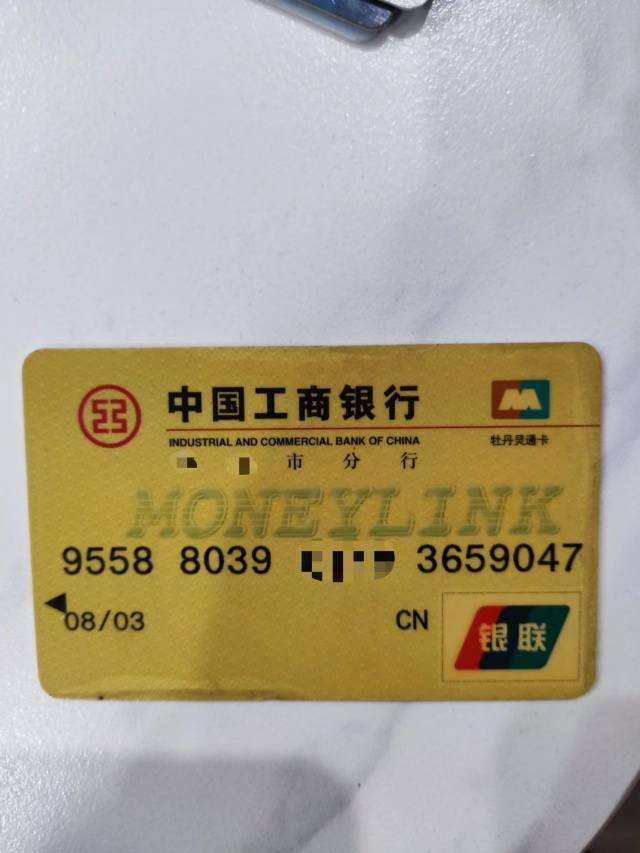 中国工商银行
INDUSTRIAL AND COMMERCIAL BANK OF CHINA
牡丹灵通卡
市分行
MONEYLINK
9558 8039 3659047
08/03 CN
银联